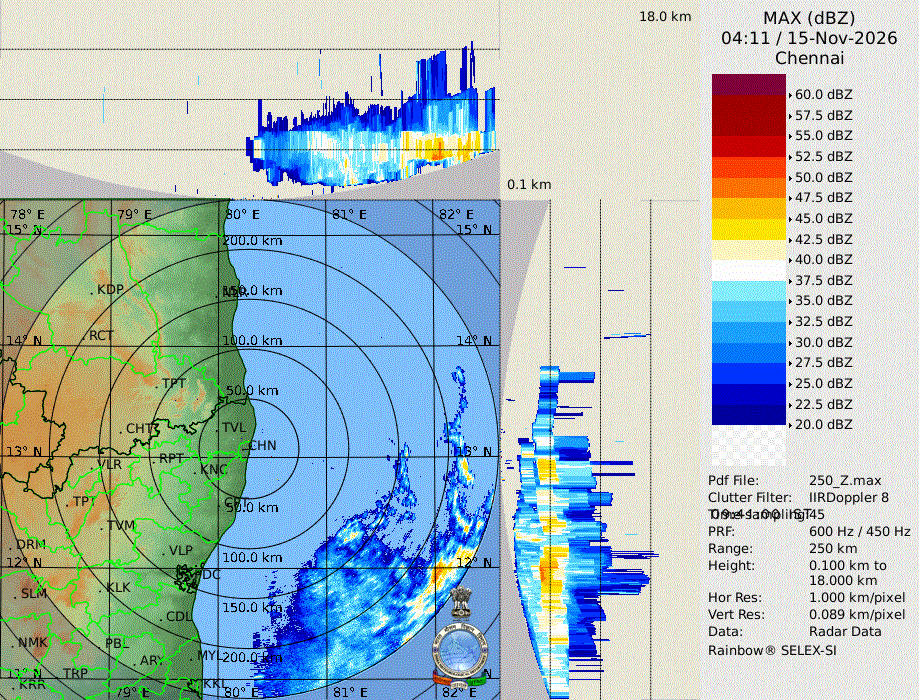 18.0 km
0.1 km
MAX (dBZ)
04:11 / 15-Nov-2026
Chennai
60.0 dBZ
57.5 dBZ
55.0 dBZ
52.5 dBZ
50.0 dBZ
47.5 dBZ
45.0 dBZ
42.5 dBZ
40.0 dBZ
37.5 dBZ
35.0 dBZ
32.5 dBZ
30.0 dBZ
27.5 dBZ
25.0 dBZ
22.5 dBZ
20.0 dBZ
Pdf File: 250_Z.max
Clutter Filter: IIRDoppler 8
PRF: 600 Hz / 450 Hz
Range: 250 km
Height: 0.100 km to
18.000 km
Hor Res: 1.000 km/pixel
Vert Res: 0.089 km/pixel
Data: Radar Data
Rainbow® SELEX-SI
78° E 79° E 80° E 81° E 82° E
15° N 15° N
200.0 km
KDP
150.0 km
RCT
14° N 100.0 km 14° N
TPT
50.0 km
CHT
TVL
CHN
13° N 13° N
VLR
RPT
KNC
TPT
50.0 km
TVM
DRM
VLP
100.0 km
12° N 12° N
PDC
SLM
KLK
150.0 km
CDL
NMK
PBL
ARY
MYL
200.0 km
TRP
11° N 11° N
KRR
KKL
79° E 80° E 81° E 82° E